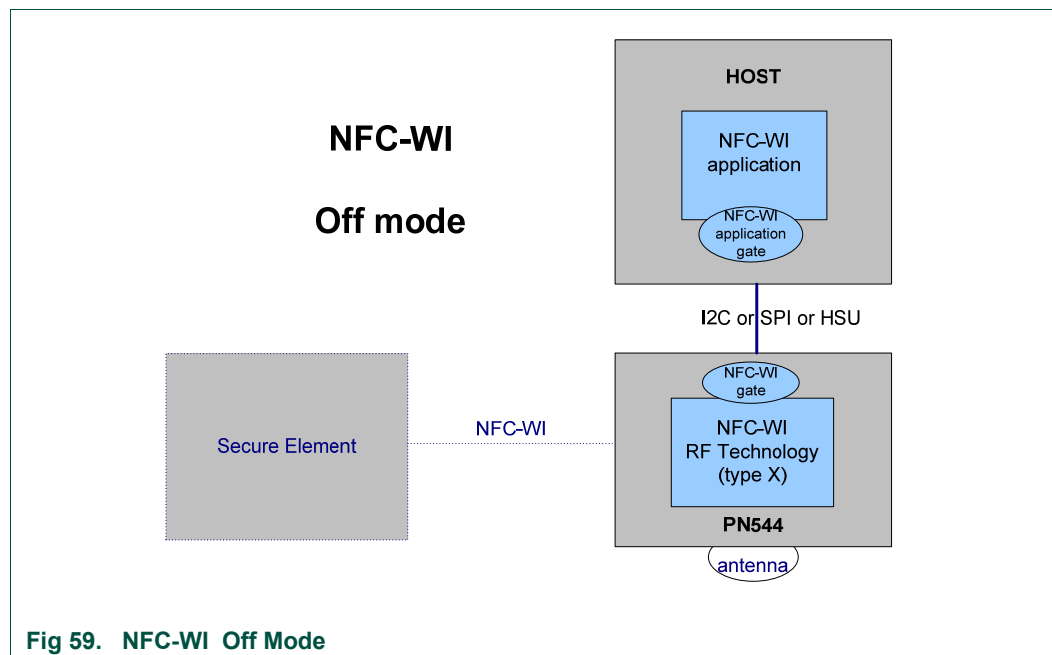 NFC-WI
Off mode
HOST
NFC-WI
application
NFC-WI
application
gate
I2C or SPI or HSU
Secure Element
NFC-WI
NFC-WI
gate
NFC-WI
RF Technology
(type X)
PN544
antenna
Fig 59. NFC-WI Off Mode